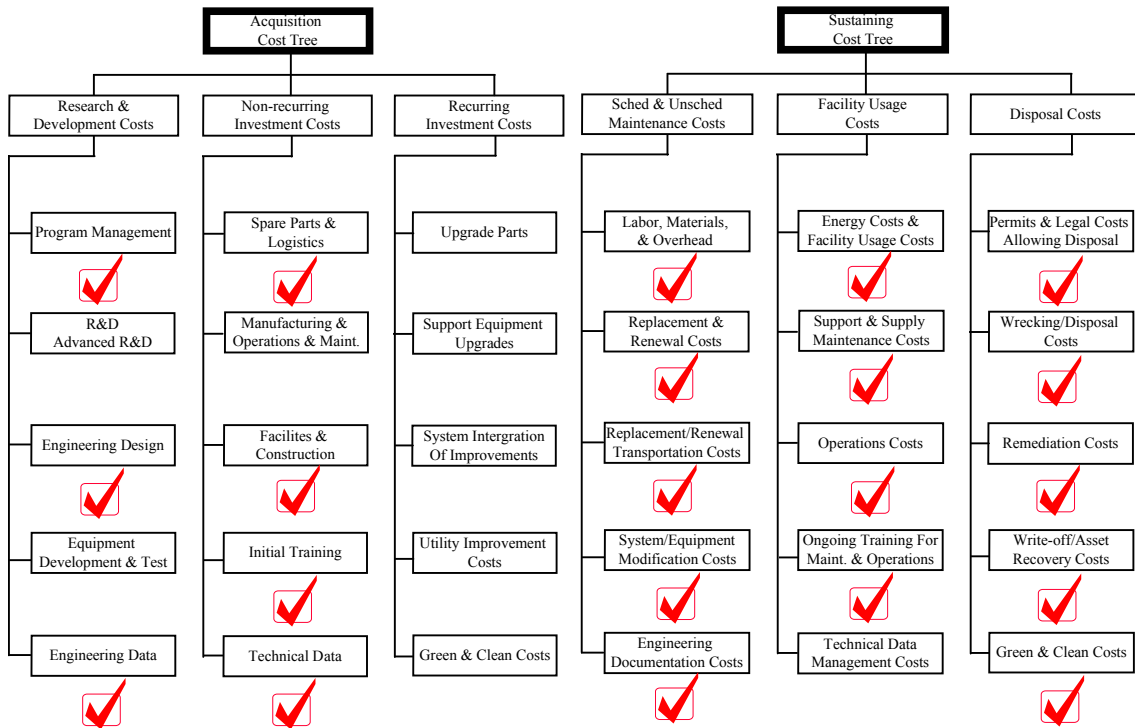 Acquisition
Cost Tree
Sustaining
Cost Tree
Research &
Development Costs
Non-recurring
Investment Costs
Recurring
Investment Costs
Sched & Unsched
Maintenance Costs
Facility Usage
Costs
Disposal Costs
Program Management
Spare Parts &
Logistics
Upgrade Parts
Labor, Materials,
& Overhead
Energy Costs &
Facility Usage Costs
Permits & Legal Costs
Allowing Disposal
R&D
Advanced R&D
Manufacturing &
Operations & Maint.
Support Equipment
Upgrades
Replacement &
Renewal Costs
Support & Supply
Maintenance Costs
Wrecking/Disposal
Costs
Engineering Design
Facilites &
Construction
System Intergration
Of Improvements
Replacement/Renewal
Transportation Costs
Operations Costs
Remediation Costs
Equipment
Development & Test
Initial Training
Utility Improvement
Costs
System/Equipment
Modification Costs
Ongoing Training For
Maint. & Operations
Write-off/Asset
Recovery Costs
Engineering Data
Technical Data
Green & Clean Costs
Engineering
Documentation Costs
Technical Data
Management Costs
Green & Clean Costs